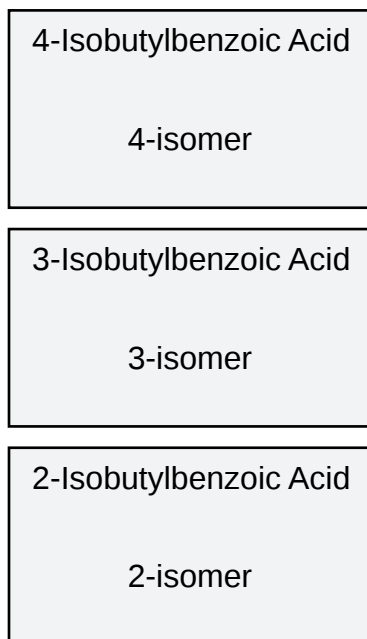 4-Isobutylbenzoic Acid
4-isomer
3-Isobutylbenzoic Acid
3-isomer
2-Isobutylbenzoic Acid
2-isomer